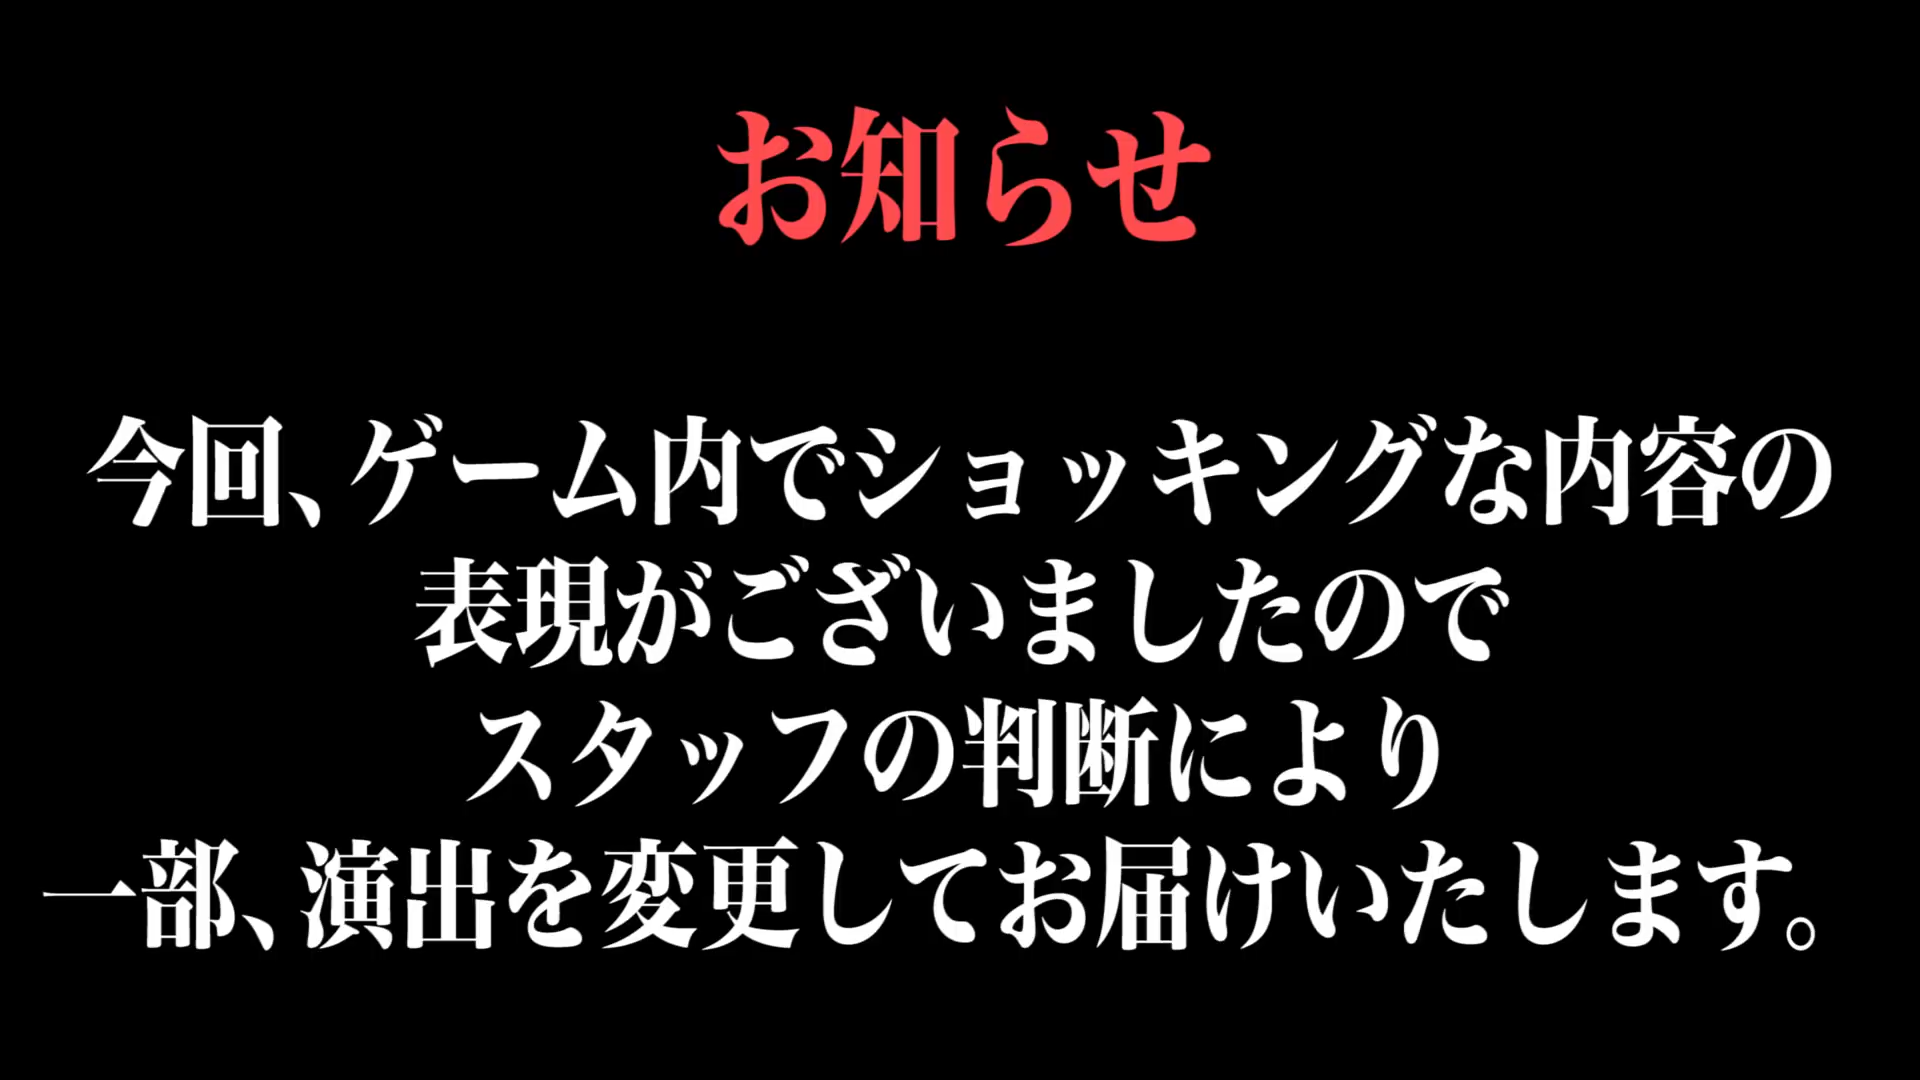 お知らせ
今回、ゲーム内でショッキングな内容の
表現がございましたので
スタッフの判断により
一部、演出を変更してお届けいたします。